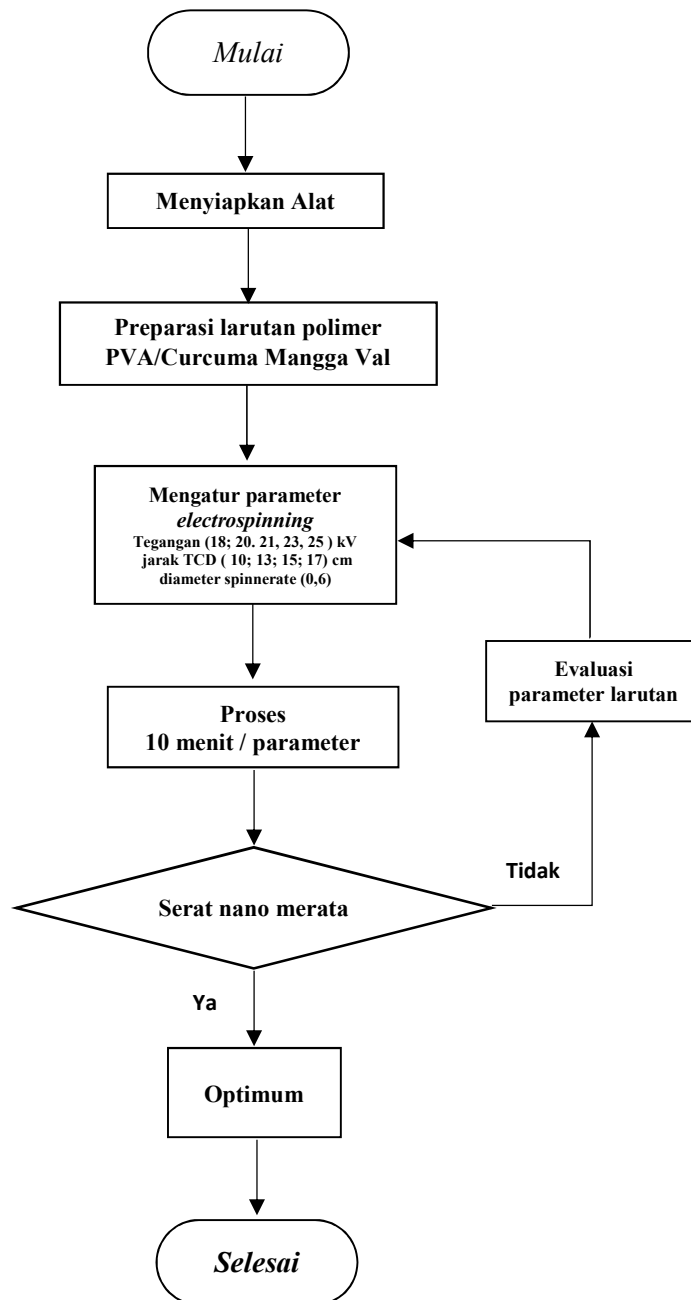 Mulai
Menyiapkan Alat
Preparasi larutan polimer
PVA/Curcuma Mangga Val
Mengatur parameter
electrospinning
Tegangan (18; 20. 21, 23, 25 ) kV
jarak TCD ( 10; 13; 15; 17) cm
diameter spinnerate (0,6)
Evaluasi
parameter larutan
Proses
10 menit / parameter
Tidak
Serat nano merata
Ya
Optimum
Selesai